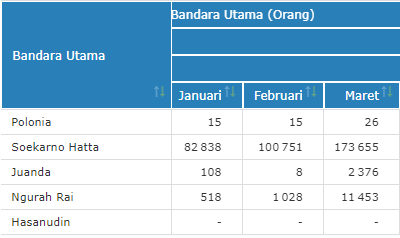 Bandara Utama (Orang)
Bandara Utama
Januari Februari Maret
Polonia 15 15 26
Soekarno Hatta 82 838 100 751 173 655
Juanda 108 8 2 376
Ngurah Rai 518 1 028 11 453
Hasanudin - - -